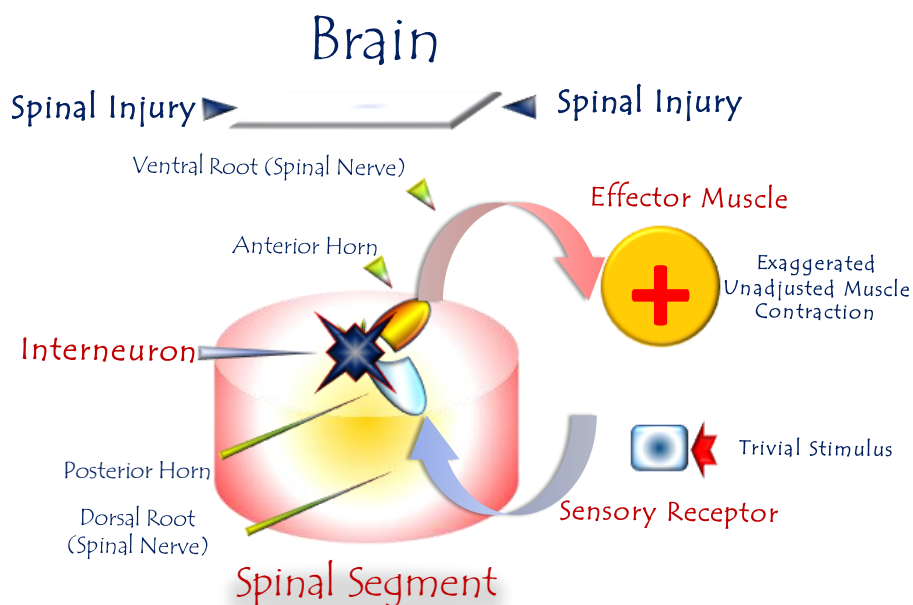 Brain
Spinal Injury
Spinal Injury
Ventral Root (Spinal Nerve)
Effector Muscle
Anterior Horn
Exaggerated
Unadjusted Muscle
Contraction
Interneuron
Trivial Stimulus
Posterior Horn
Sensory Receptor
Dorsal Root
(Spinal Nerve)
Spinal Segment